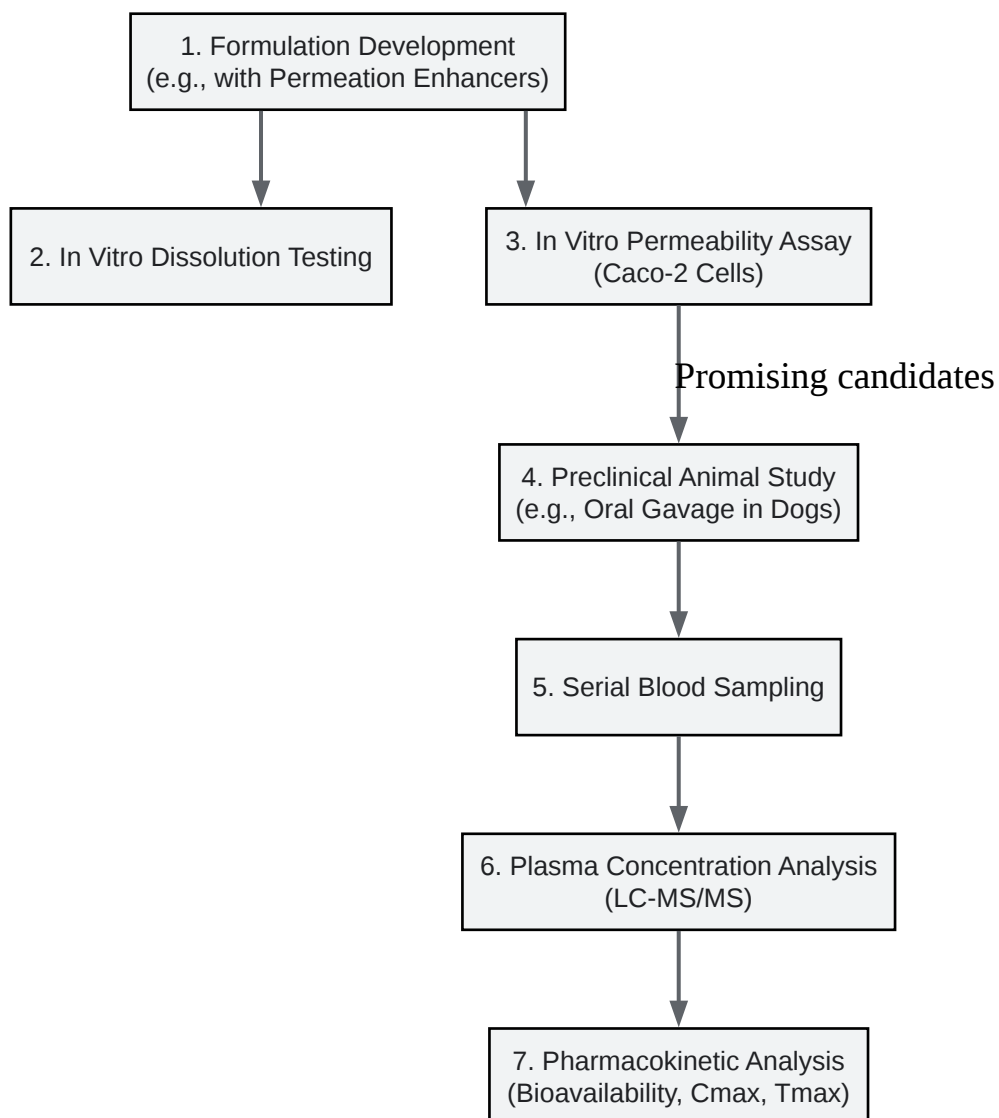 1. Formulation Development
(e.g., with Permeation Enhancers)
2. In Vitro Dissolution Testing
3. In Vitro Permeability Assay
(Caco-2 Cells)
Promising candidates
4. Preclinical Animal Study
(e.g., Oral Gavage in Dogs)
5. Serial Blood Sampling
6. Plasma Concentration Analysis
(LC-MS/MS)
7. Pharmacokinetic Analysis
(Bioavailability, Cmax, Tmax)